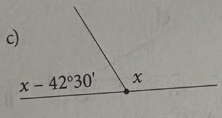 c)
x – 42°30' x